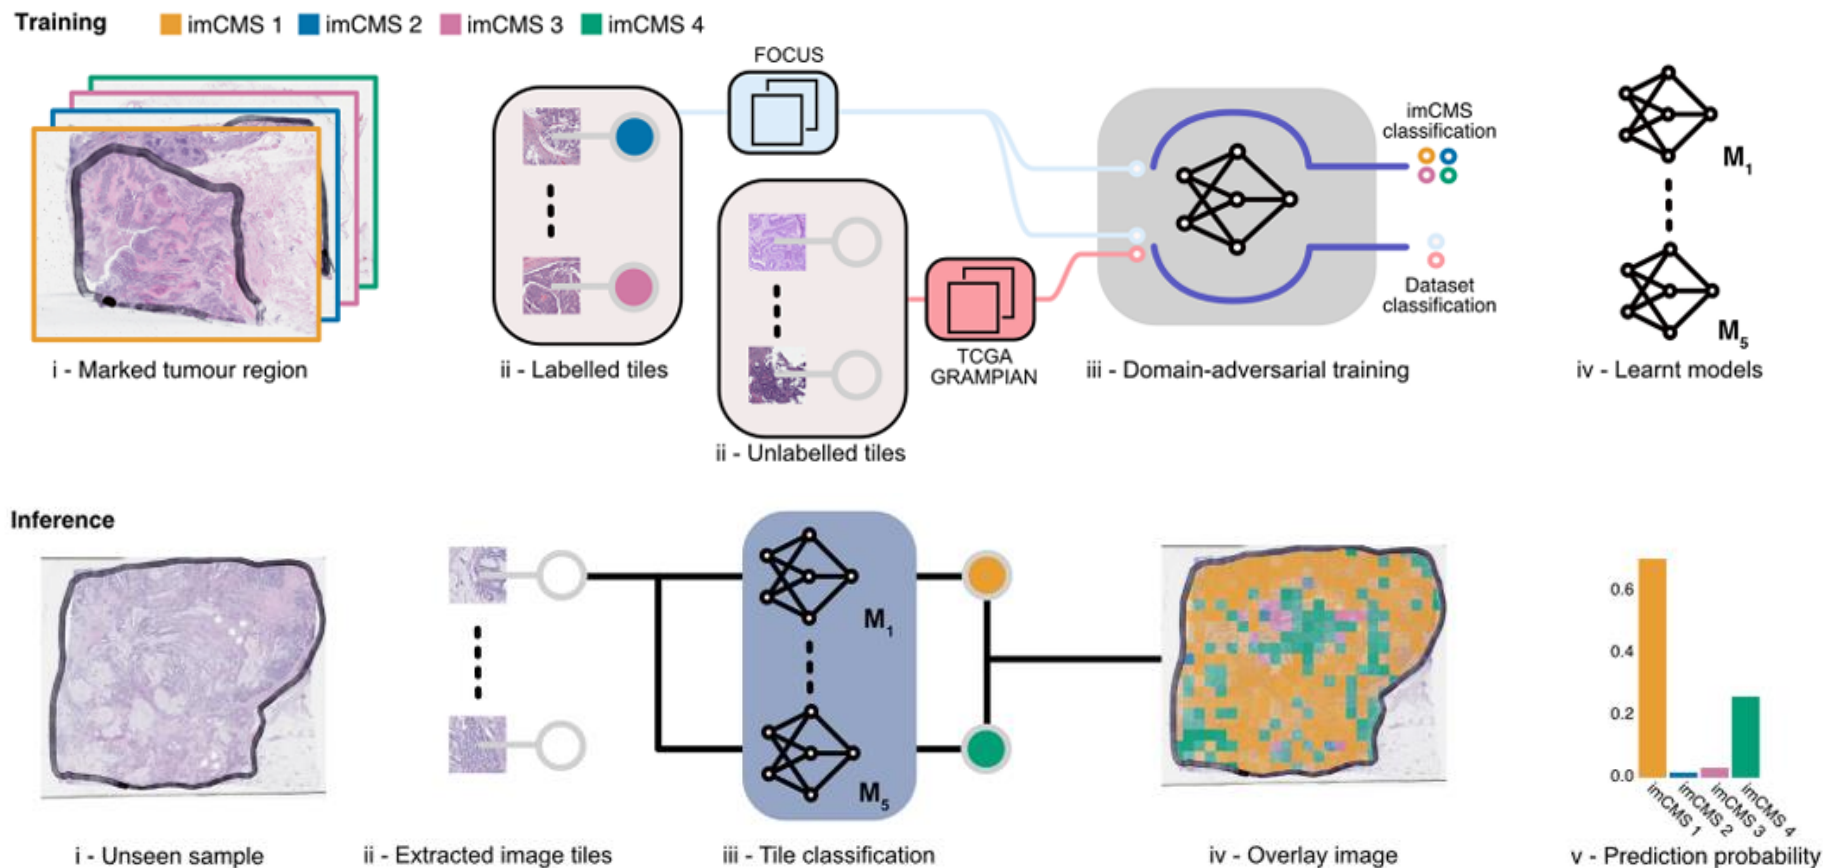 Training
imCMS 1
imCMS 2
imCMS 3
imCMS 4
FOCUS
imCMS
classification
M1
Dataset
classification
M5
TCGA
GRAMPIAN
i - Marked tumour region
ii - Labelled tiles
iii - Domain-adversarial training
iv - Learnt models
ii - Unlabelled tiles
Inference
M1
M5
0.6
0.4
0.2
0.0
imCMS 1
imCMS 2
imCMS 3
imCMS 4
i - Unseen sample
ii - Extracted image tiles
iii - Tile classification
iv - Overlay image
v - Prediction probability